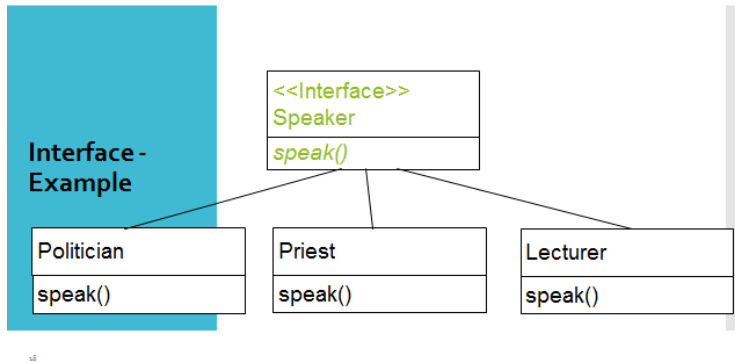 Interface -
Example
<<Interface>>
Speaker
speak()
Politician
speak()
Priest
speak()
Lecturer
speak()